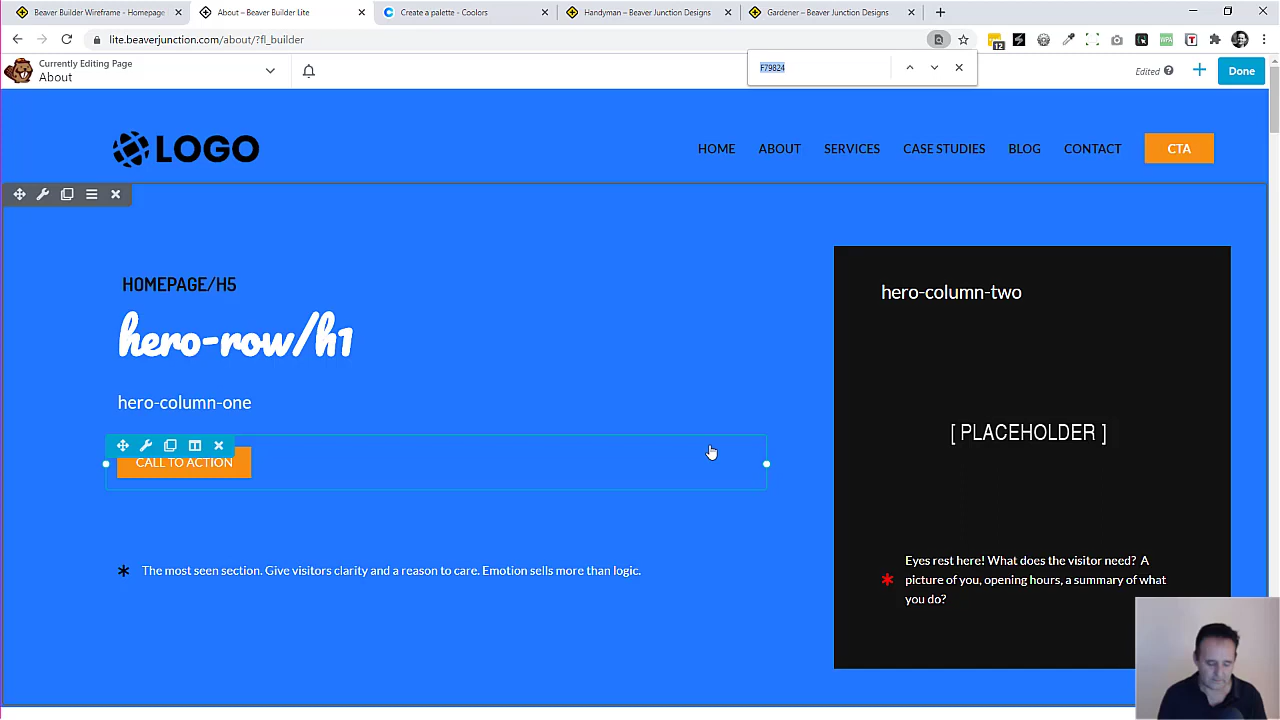 Beaver Builder Wireframe - Homepage
About – Beaver Builder Lite
Create a palette - Coolors
Handyman – Beaver Junction Designs
Gardener – Beaver Junction Designs
lite.beaverjunction.com/about/?fl_builder
12
WPA
T
Currently Editing Page
About
F79824
Edited
Done
LOGO
HOME
ABOUT
SERVICES
CASE STUDIES
BLOG
CONTACT
CTA
HOMEPAGE/H5
hero-row/h1
hero-column-one
CALL TO ACTION
* The most seen section. Give visitors clarity and a reason to care. Emotion sells more than logic.
hero-column-two
[ PLACEHOLDER ]
Eyes rest here! What does the visitor need? A
* picture of you, opening hours, a summary of what
you do?